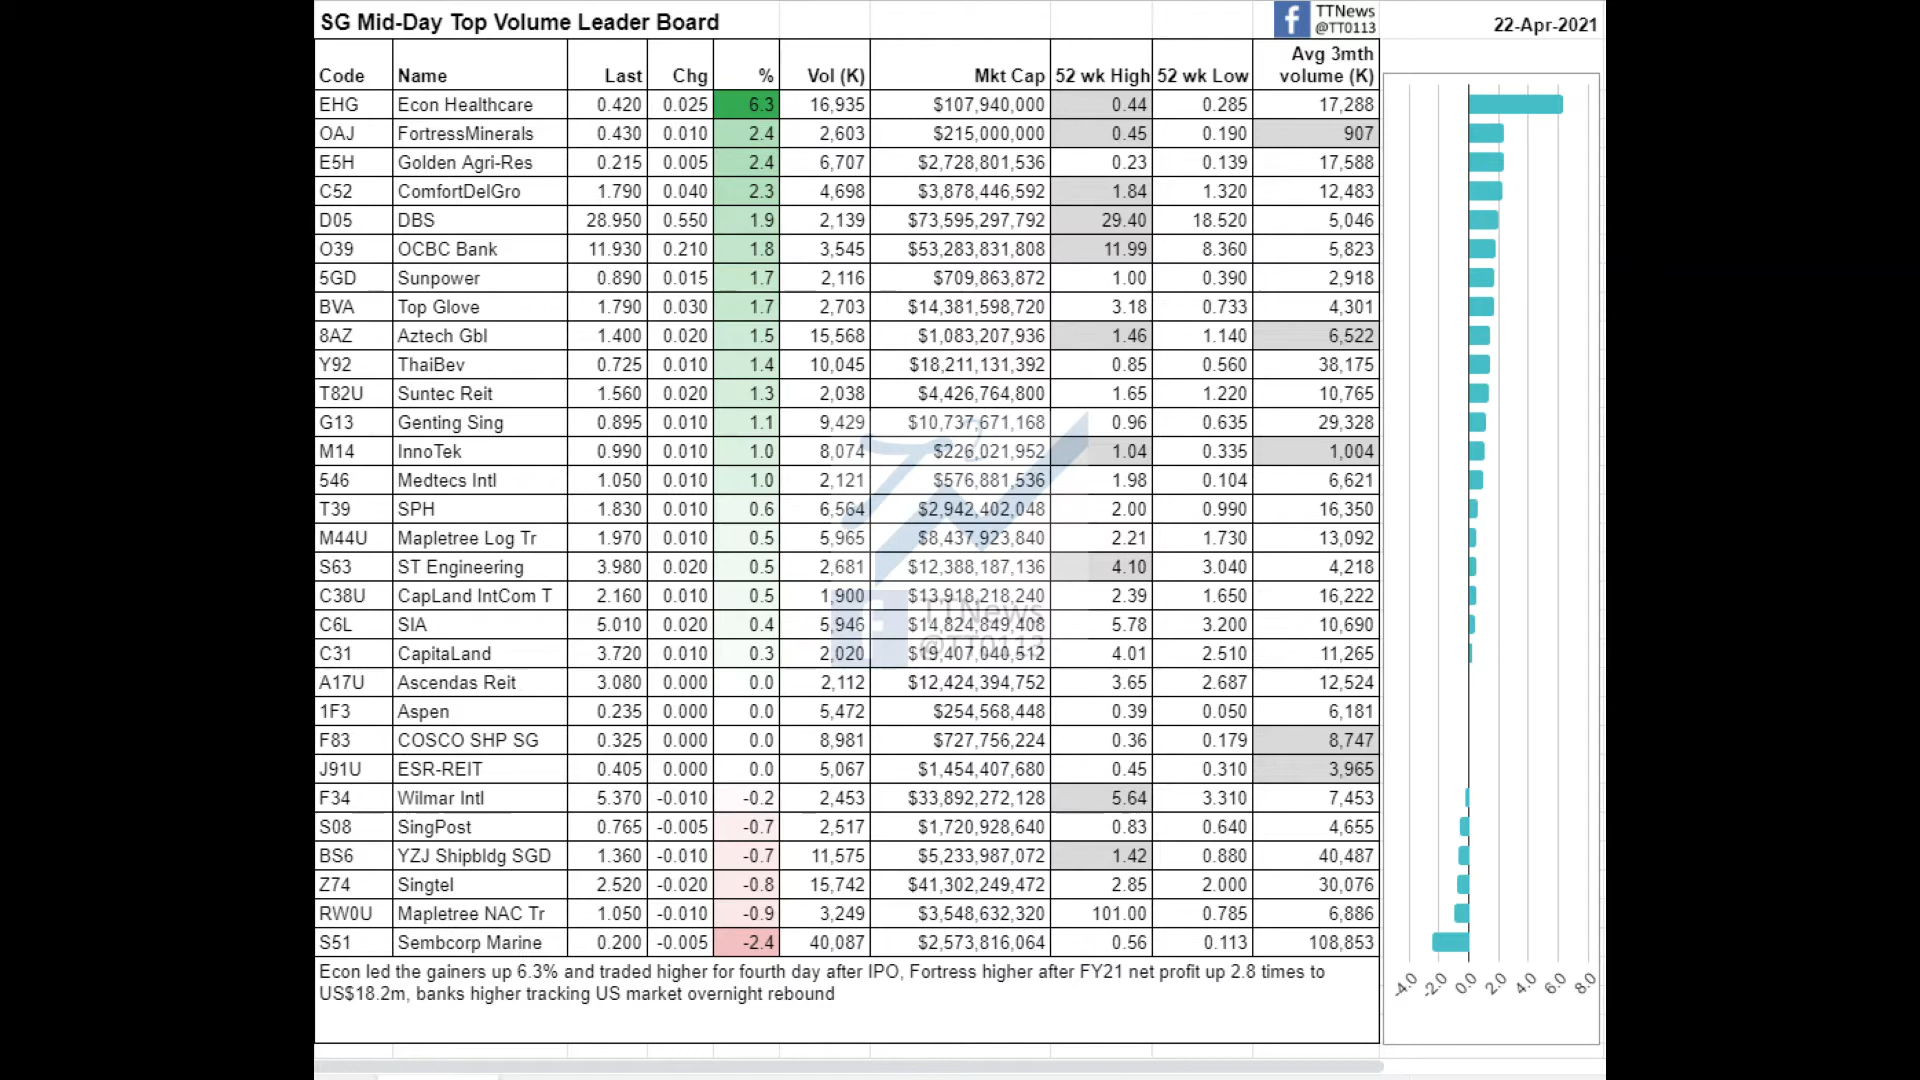 SG Mid-Day Top Volume Leader Board
TTNews
@TT0113
22-Apr-2021
Code Name Last Chg % Vol (K) Mkt Cap 52 wk High 52 wk Low Avg 3mth volume (K)
EHG Econ Healthcare 0.420 0.025 6.3 16,935 $107,940,000 0.44 0.285 17,288
OAJ FortressMinerals 0.430 0.010 2.4 2,603 $215,000,000 0.45 0.190 907
E5H Golden Agri-Res 0.215 0.005 2.4 6,707 $2,728,801,536 0.23 0.139 17,588
C52 ComfortDelGro 1.790 0.040 2.3 4,698 $3,878,446,592 1.84 1.320 12,483
D05 DBS 28.950 0.550 1.9 2,139 $73,595,297,792 29.40 18.520 5,046
O39 OCBC Bank 11.930 0.210 1.8 3,545 $53,283,831,808 11.99 8.360 5,823
5GD Sunpower 0.890 0.015 1.7 2,116 $709,863,872 1.00 0.390 2,918
BVA Top Glove 1.790 0.030 1.7 2,703 $14,381,598,720 3.18 0.733 4,301
8AZ Aztech Gbl 1.400 0.020 1.5 15,568 $1,083,207,936 1.46 1.140 6,522
Y92 ThaiBev 0.725 0.010 1.4 10,045 $18,211,131,392 0.85 0.560 38,175
T82U Suntec Reit 1.560 0.020 1.3 2,038 $4,426,764,800 1.65 1.220 10,765
G13 Genting Sing 0.895 0.010 1.1 9,429 $10,737,671,168 0.96 0.635 29,328
M14 InnoTek 0.990 0.010 1.0 8,074 $226,021,952 1.04 0.335 1,004
546 Medtecs Intl 1.050 0.010 1.0 2,121 $576,881,536 1.98 0.104 6,621
T39 SPH 1.830 0.010 0.6 6,564 $2,942,402,048 2.00 0.990 16,350
M44U Mapletree Log Tr 1.970 0.010 0.5 5,965 $8,437,923,840 2.21 1.730 13,092
S63 ST Engineering 3.980 0.020 0.5 2,681 $12,388,187,136 4.10 3.040 4,218
C38U CapLand IntCom T 2.160 0.010 0.5 1,900 $13,918,218,240 2.39 1.650 16,222
C6L SIA 5.010 0.020 0.4 5,946 $14,824,849,408 5.78 3.200 10,690
C31 CapitaLand 3.720 0.010 0.3 2,020 $19,407,040,512 4.01 2.510 11,265
A17U Ascendas Reit 3.080 0.000 0.0 2,112 $12,424,394,752 3.65 2.687 12,524
1F3 Aspen 0.235 0.000 0.0 5,472 $254,568,448 0.39 0.050 6,181
F83 COSCO SHP SG 0.325 0.000 0.0 8,981 $727,756,224 0.36 0.179 8,747
J91U ESR-REIT 0.405 0.000 0.0 5,067 $1,454,407,680 0.45 0.310 3,965
F34 Wilmar Intl 5.370 -0.010 -0.2 2,453 $33,892,272,128 5.64 3.310 7,453
S08 SingPost 0.765 -0.005 -0.7 2,517 $1,720,928,640 0.83 0.640 4,655
BS6 YZJ Shipbldg SGD 1.360 -0.010 -0.7 11,575 $5,233,987,072 1.42 0.880 40,487
Z74 Singtel 2.520 -0.020 -0.8 15,742 $41,302,249,472 2.85 2.000 30,076
RW0U Mapletree NAC Tr 1.050 -0.010 -0.9 3,249 $3,548,632,320 101.00 0.785 6,886
S51 Sembcorp Marine 0.200 -0.005 -2.4 40,087 $2,573,816,064 0.56 0.113 108,853
TTNews
@TT0113
Econ led the gainers up 6.3% and traded higher for fourth day after IPO, Fortress higher after FY21 net profit up 2.8 times to
US$18.2m, banks higher tracking US market overnight rebound
-4.0 -2.0 0.0 2.0 4.0 6.0 8.0